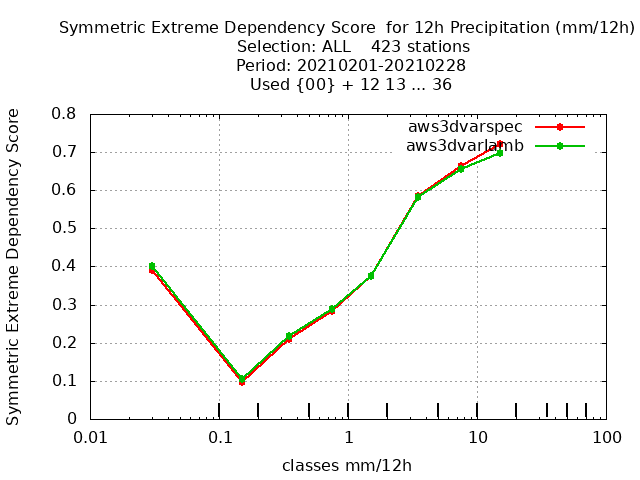 Symmetric Extreme Dependency Score  for 12h Precipitation (mm/12h)
Selection: ALL    423 stations
Period: 20210201-20210228
Used {00} + 12 13 ... 36
aws3dvarspec
aws3dvarlamb
0.8
0.7
0.6
0.5
0.4
0.3
0.2
0.1
0
Symmetric Extreme Dependency Score
0.01 0.1 1 10 100
classes mm/12h